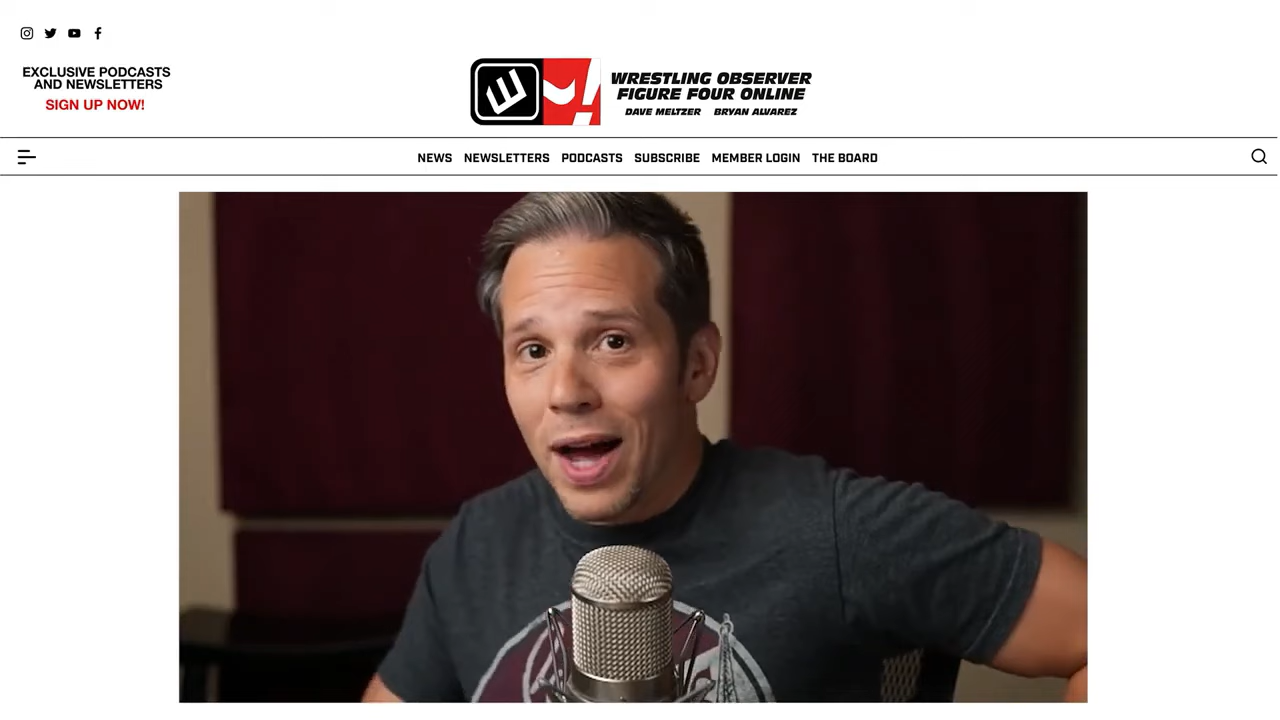 EXCLUSIVE PODCASTS
AND NEWSLETTERS
SIGN UP NOW!
WRESTLING OBSERVER
FIGURE FOUR ONLINE
DAVE MELTZER BRYAN ALVAREZ
NEWS NEWSLETTERS PODCASTS SUBSCRIBE MEMBER LOGIN THE BOARD